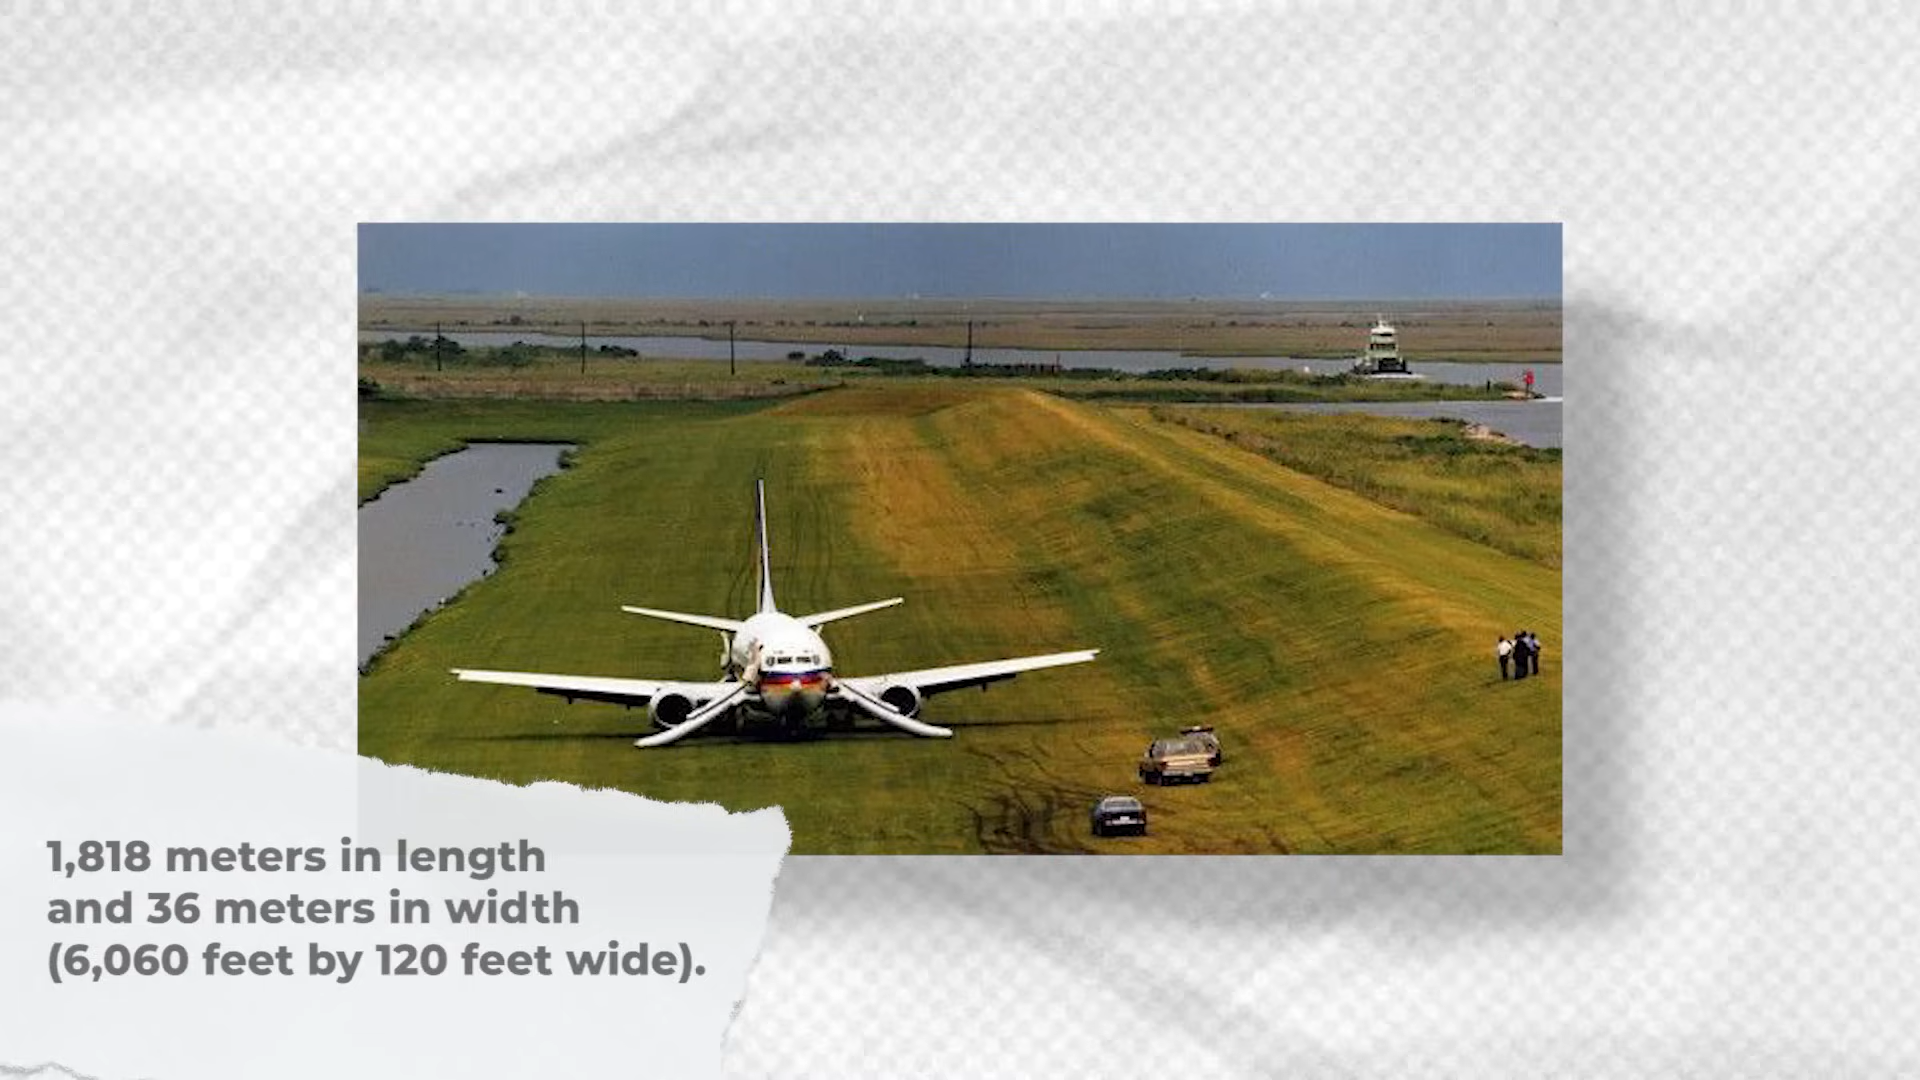 1,818 meters in length
and 36 meters in width
(6,060 feet by 120 feet wide).